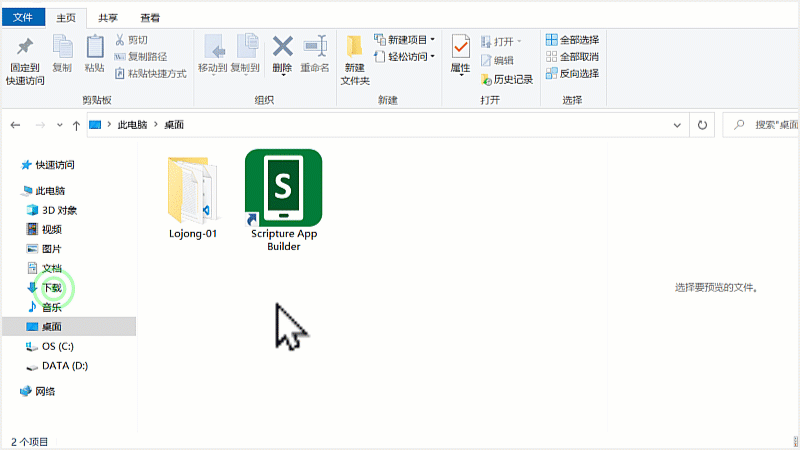 文件 主页 共享 查看
固定到
快速访问
复制
粘贴
剪切
复制路径
粘贴快捷方式
剪贴板
移动到
复制到
删除
重命名
组织
新建
文件夹
新建项目
轻松访问
新建
属性
打开
编辑
历史记录
打开
全部选择
全部取消
反向选择
选择
此电脑 桌面
搜索"桌面
快速访问
此电脑
3D 对象
视频
图片
文档
下载
音乐
桌面
OS (C:)
DATA (D:)
网络
Lojong-01
S
Scripture App
Builder
选择要预览的文件。
2 个项目